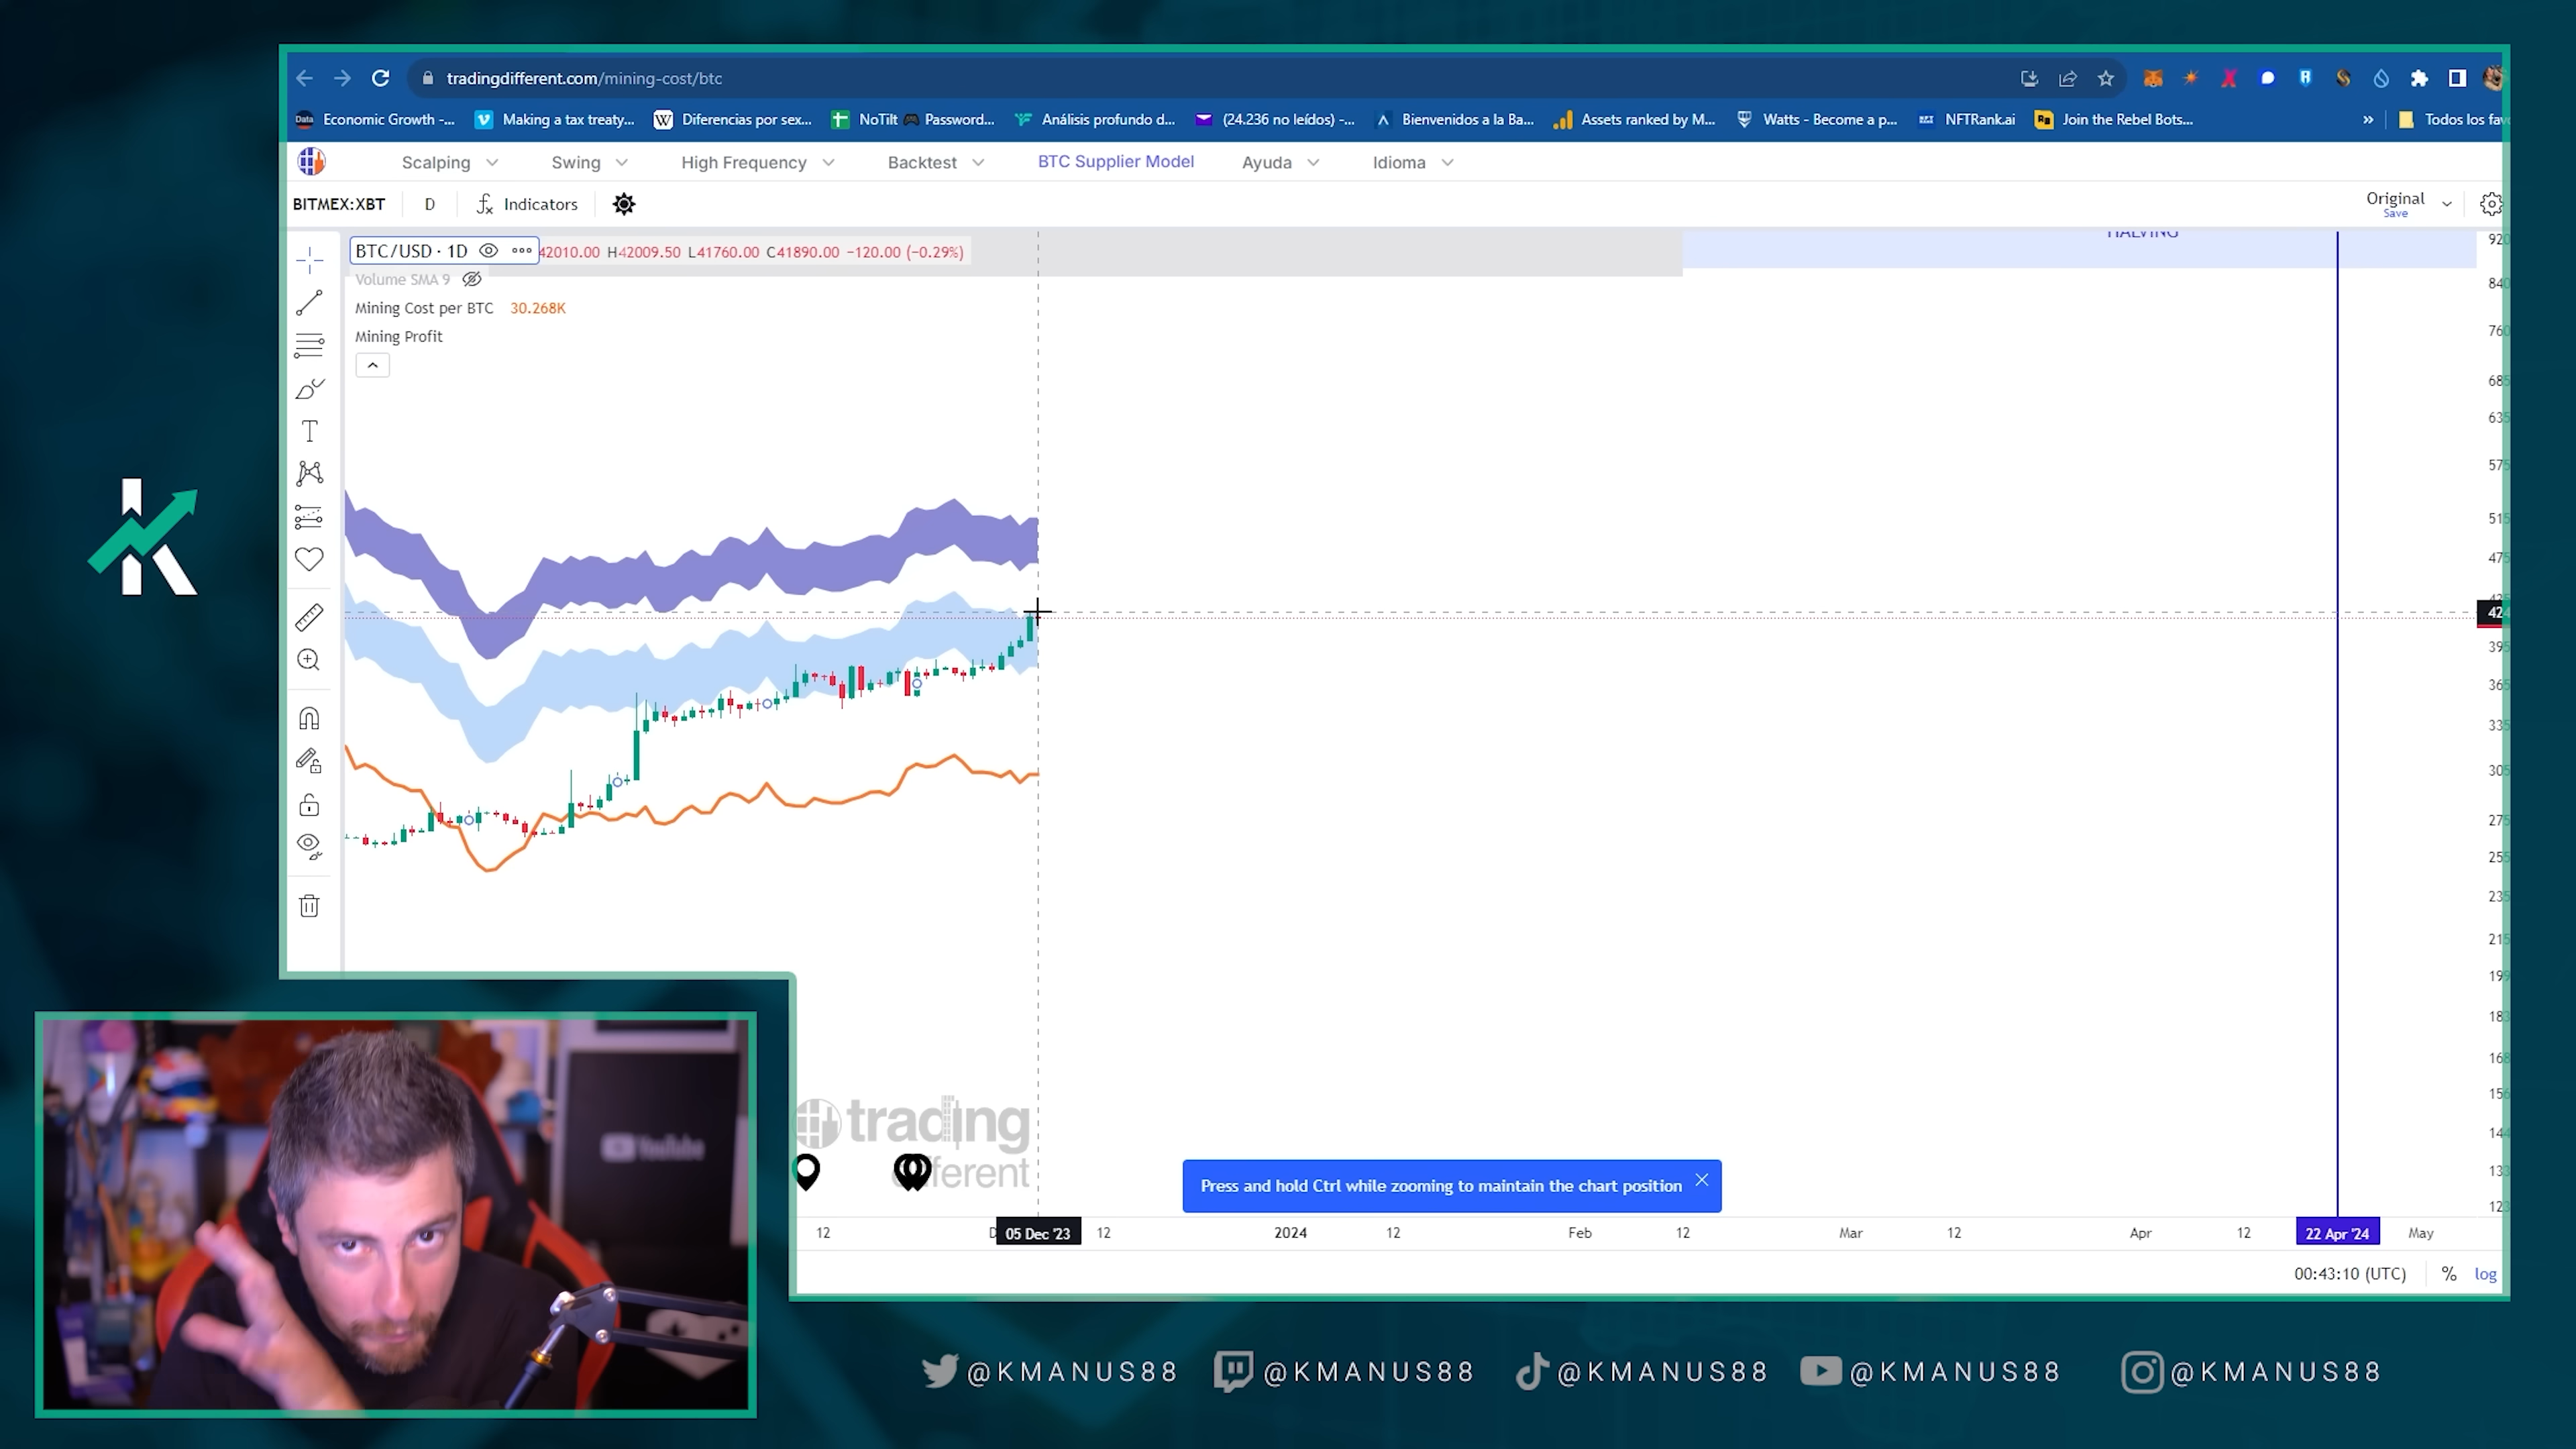 tradingdifferent.com/mining-cost/btc
Economic Growth -... Making a tax treaty... Diferencias por sex... NoTilt 🎮 Password... Análisis profundo d... (24.236 no leídos) -... Bienvenidos a la Ba... Assets ranked by M... Watts - Become a p... NFTRank.ai Join the Rebel Bots... » Todos los fav
Scalping Swing High Frequency Backtest BTC Supplier Model Ayuda Idioma
BITMEX:XBT D Indicators Original
Save
HALVING
BTC/USD · 1D 42010.00 H42009.50 L41760.00 C41890.00 −120.00 (−0.29%)
Volume SMA 9
Mining Cost per BTC 30.268K
Mining Profit
YouTube
trading
different
Press and hold Ctrl while zooming to maintain the chart position
12 D 05 Dec '23 12 2024 12 Feb 12 Mar 12 Apr 12 22 Apr '24 May
00:43:10 (UTC) % log
@KMANUS88 @KMANUS88 @KMANUS88 @KMANUS88 @KMANUS88